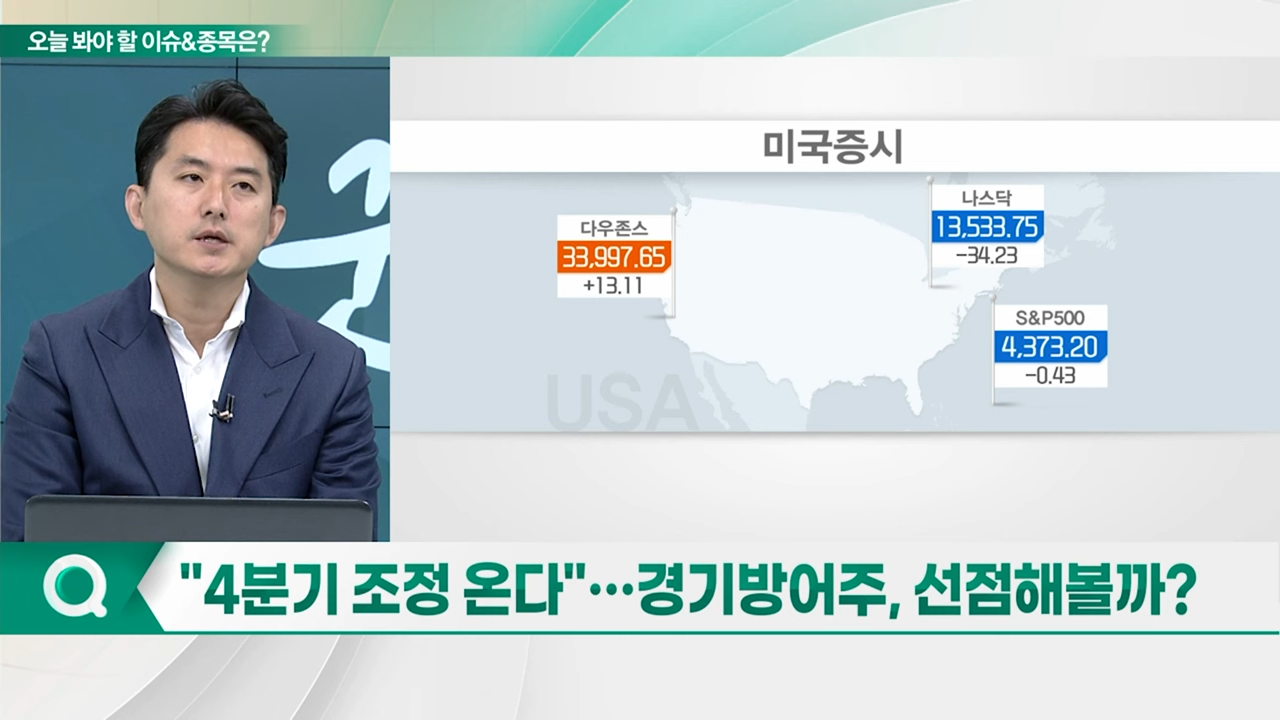 오늘 봐야 할 이슈&종목은?
미국증시
다우존스
33,997.65
+13.11
나스닥
13,533.75
-34.23
S&P500
4,373.20
-0.43
USA
"4분기 조정 온다"…경기방어주, 선점해볼까?